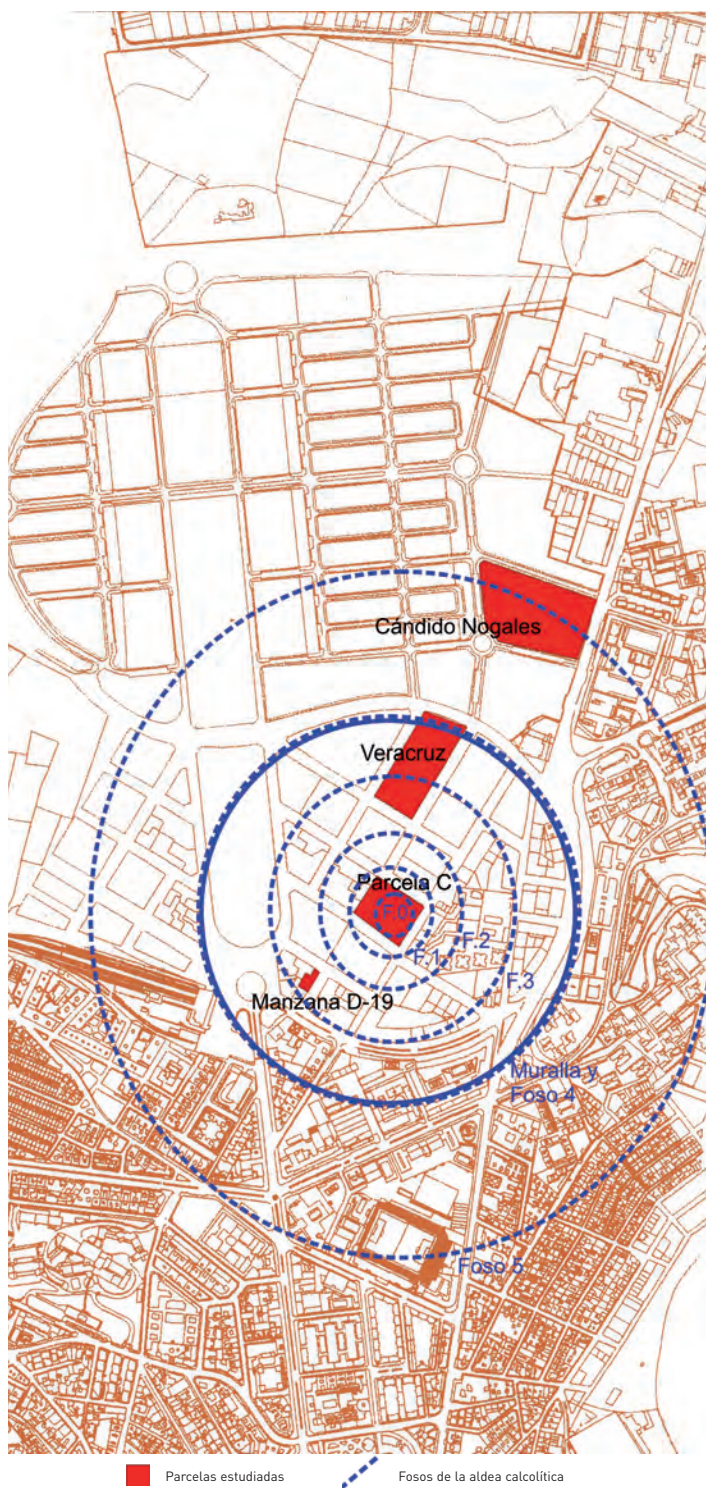 Cándido Nogales
Veracruz
Parcela C
F.0
F.2
F.1
F.3
Manzana D-19
Muralla y
Foso 4
Foso 5
Parcelas estudiadas
Fosos de la aldea calcolítica